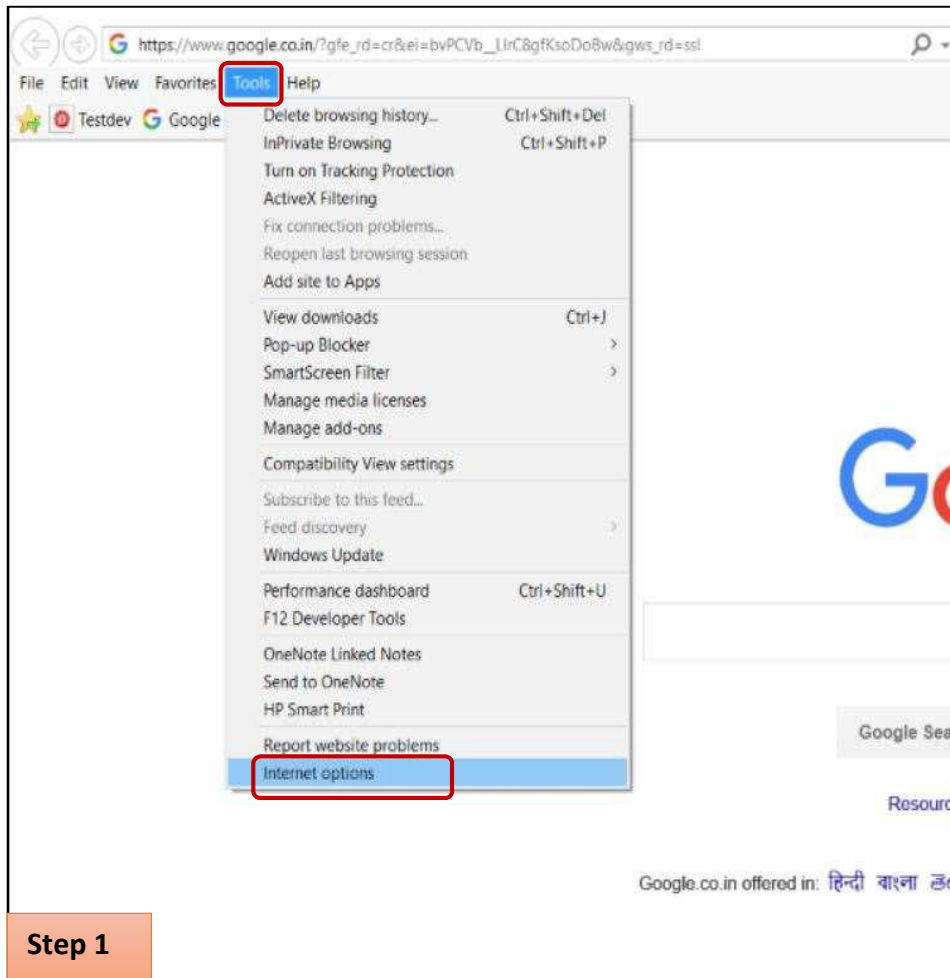 https://www.google.co.in/?gfe_rd=cr&ei=bvPCVb__LIrC8gfKsoDoBw&gws_rd=ssl
File Edit View Favorites Tools Help
Testdev Google
Delete browsing history... Ctrl+Shift+Del
InPrivate Browsing Ctrl+Shift+P
Turn on Tracking Protection
ActiveX Filtering
Fix connection problems...
Reopen last browsing session
Add site to Apps
View downloads Ctrl+J
Pop-up Blocker
SmartScreen Filter
Manage media licenses
Manage add-ons
Compatibility View settings
Subscribe to this feed...
Feed discovery
Windows Update
Performance dashboard Ctrl+Shift+U
F12 Developer Tools
OneNote Linked Notes
Send to OneNote
HP Smart Print
Report website problems
Internet options
Go
Google Sea
Resourc
Google.co.in offered in: हिन्दी বাংলা
Step 1